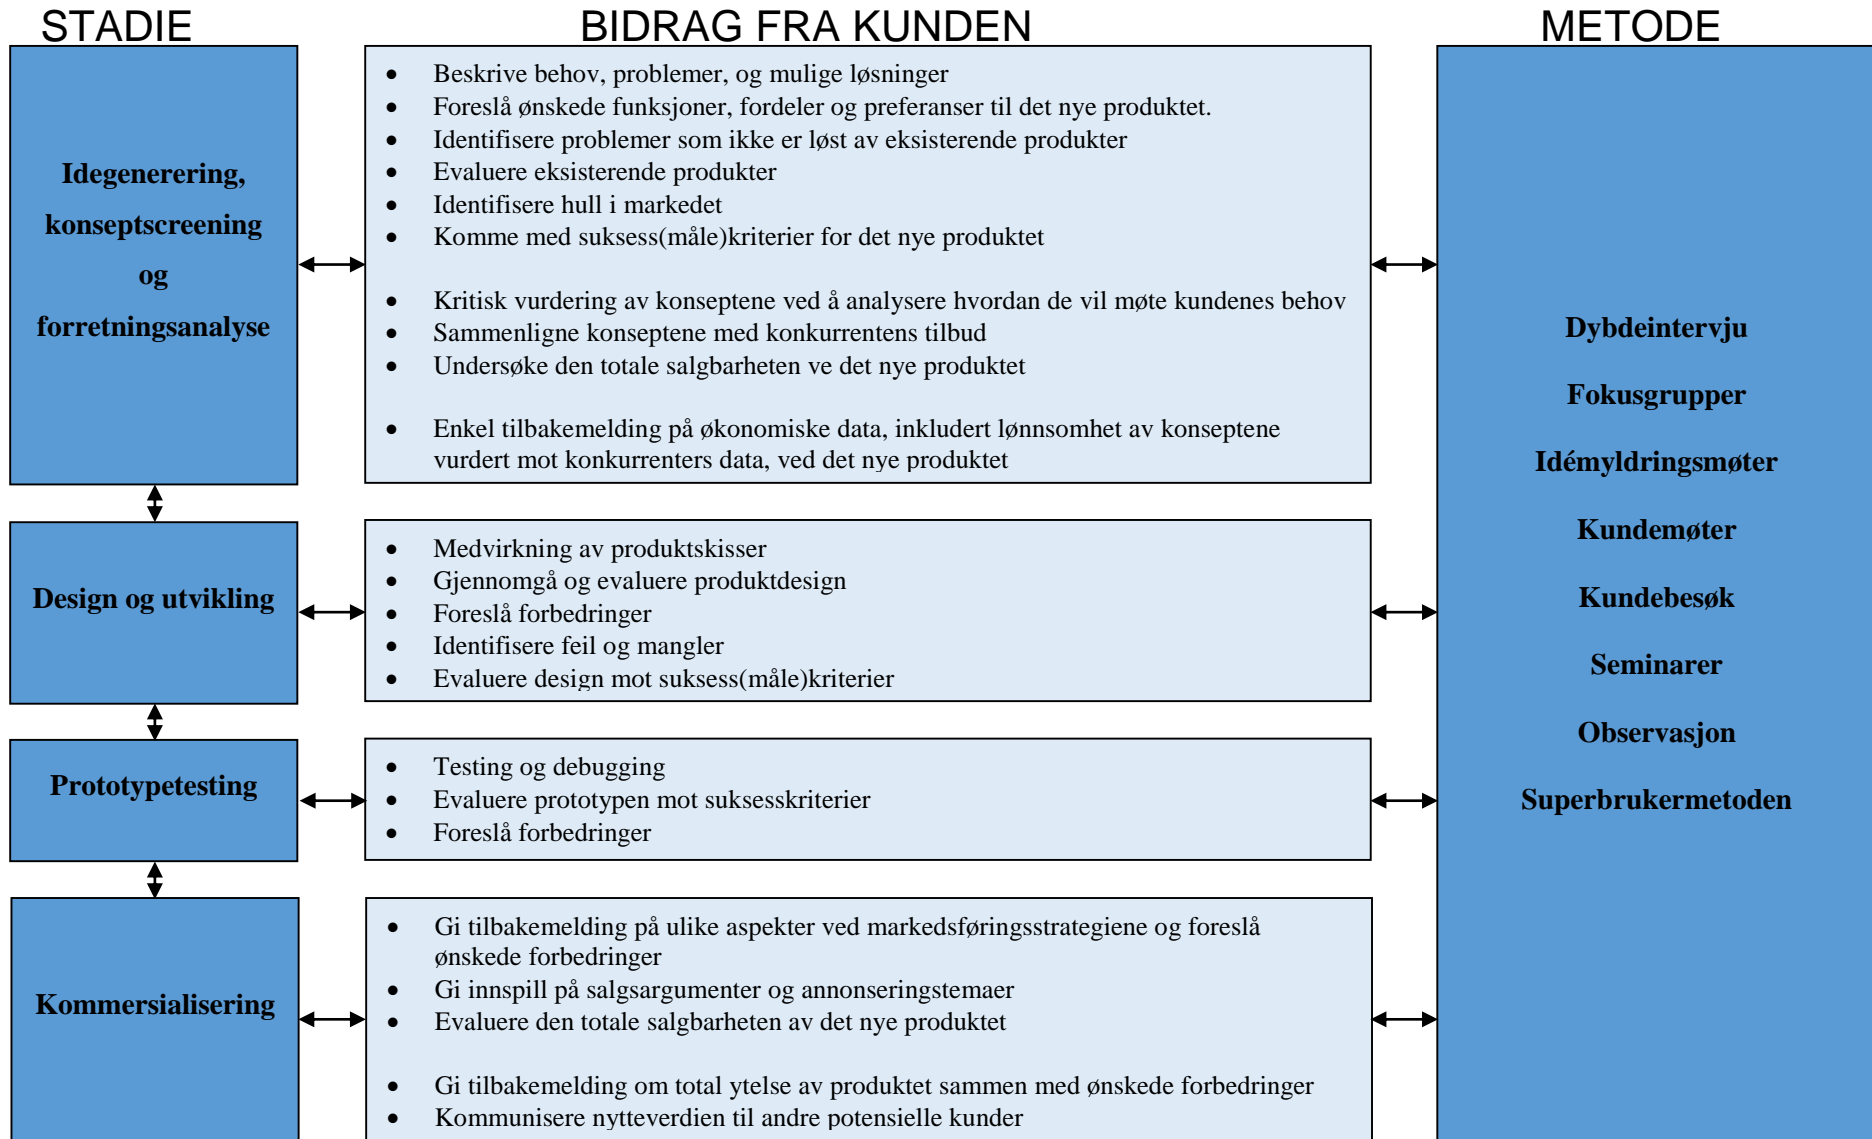 STADIE
BIDRAG FRA KUNDEN
METODE
Idegenerering,
konseptscreening
og
forretningsanalyse
• Beskrive behov, problemer, og mulige løsninger
• Foreslå ønskede funksjoner, fordeler og preferanser til det nye produktet.
• Identifisere problemer som ikke er løst av eksisterende produkter
• Evaluere eksisterende produkter
• Identifisere hull i markedet
• Komme med suksess(måle)kriterier for det nye produktet
• Kritisk vurdering av konseptene ved å analysere hvordan de vil møte kundenes behov
• Sammenligne konseptene med konkurrentens tilbud
• Undersøke den totale salgbarheten ve det nye produktet
• Enkel tilbakemelding på økonomiske data, inkludert lønnsomhet av konseptene
vurdert mot konkurrenters data, ved det nye produktet
Design og utvikling
• Medvirkning av produktskisser
• Gjennomgå og evaluere produktdesign
• Foreslå forbedringer
• Identifisere feil og mangler
• Evaluere design mot suksess(måle)kriterier
Prototypetesting
• Testing og debugging
• Evaluere prototypen mot suksesskriterier
• Foreslå forbedringer
Kommersialisering
• Gi tilbakemelding på ulike aspekter ved markedsføringsstrategiene og foreslå
ønskede forbedringer
• Gi innspill på salgsargumenter og annonseringstemaer
• Evaluere den totale salgbarheten av det nye produktet
• Gi tilbakemelding om total ytelse av produktet sammen med ønskede forbedringer
• Kommunisere nytteverdien til andre potensielle kunder
Dybdeintervju
Fokusgrupper
Idémyldringsmøter
Kundemøter
Kundebesøk
Seminarer
Observasjon
Superbrukermetoden